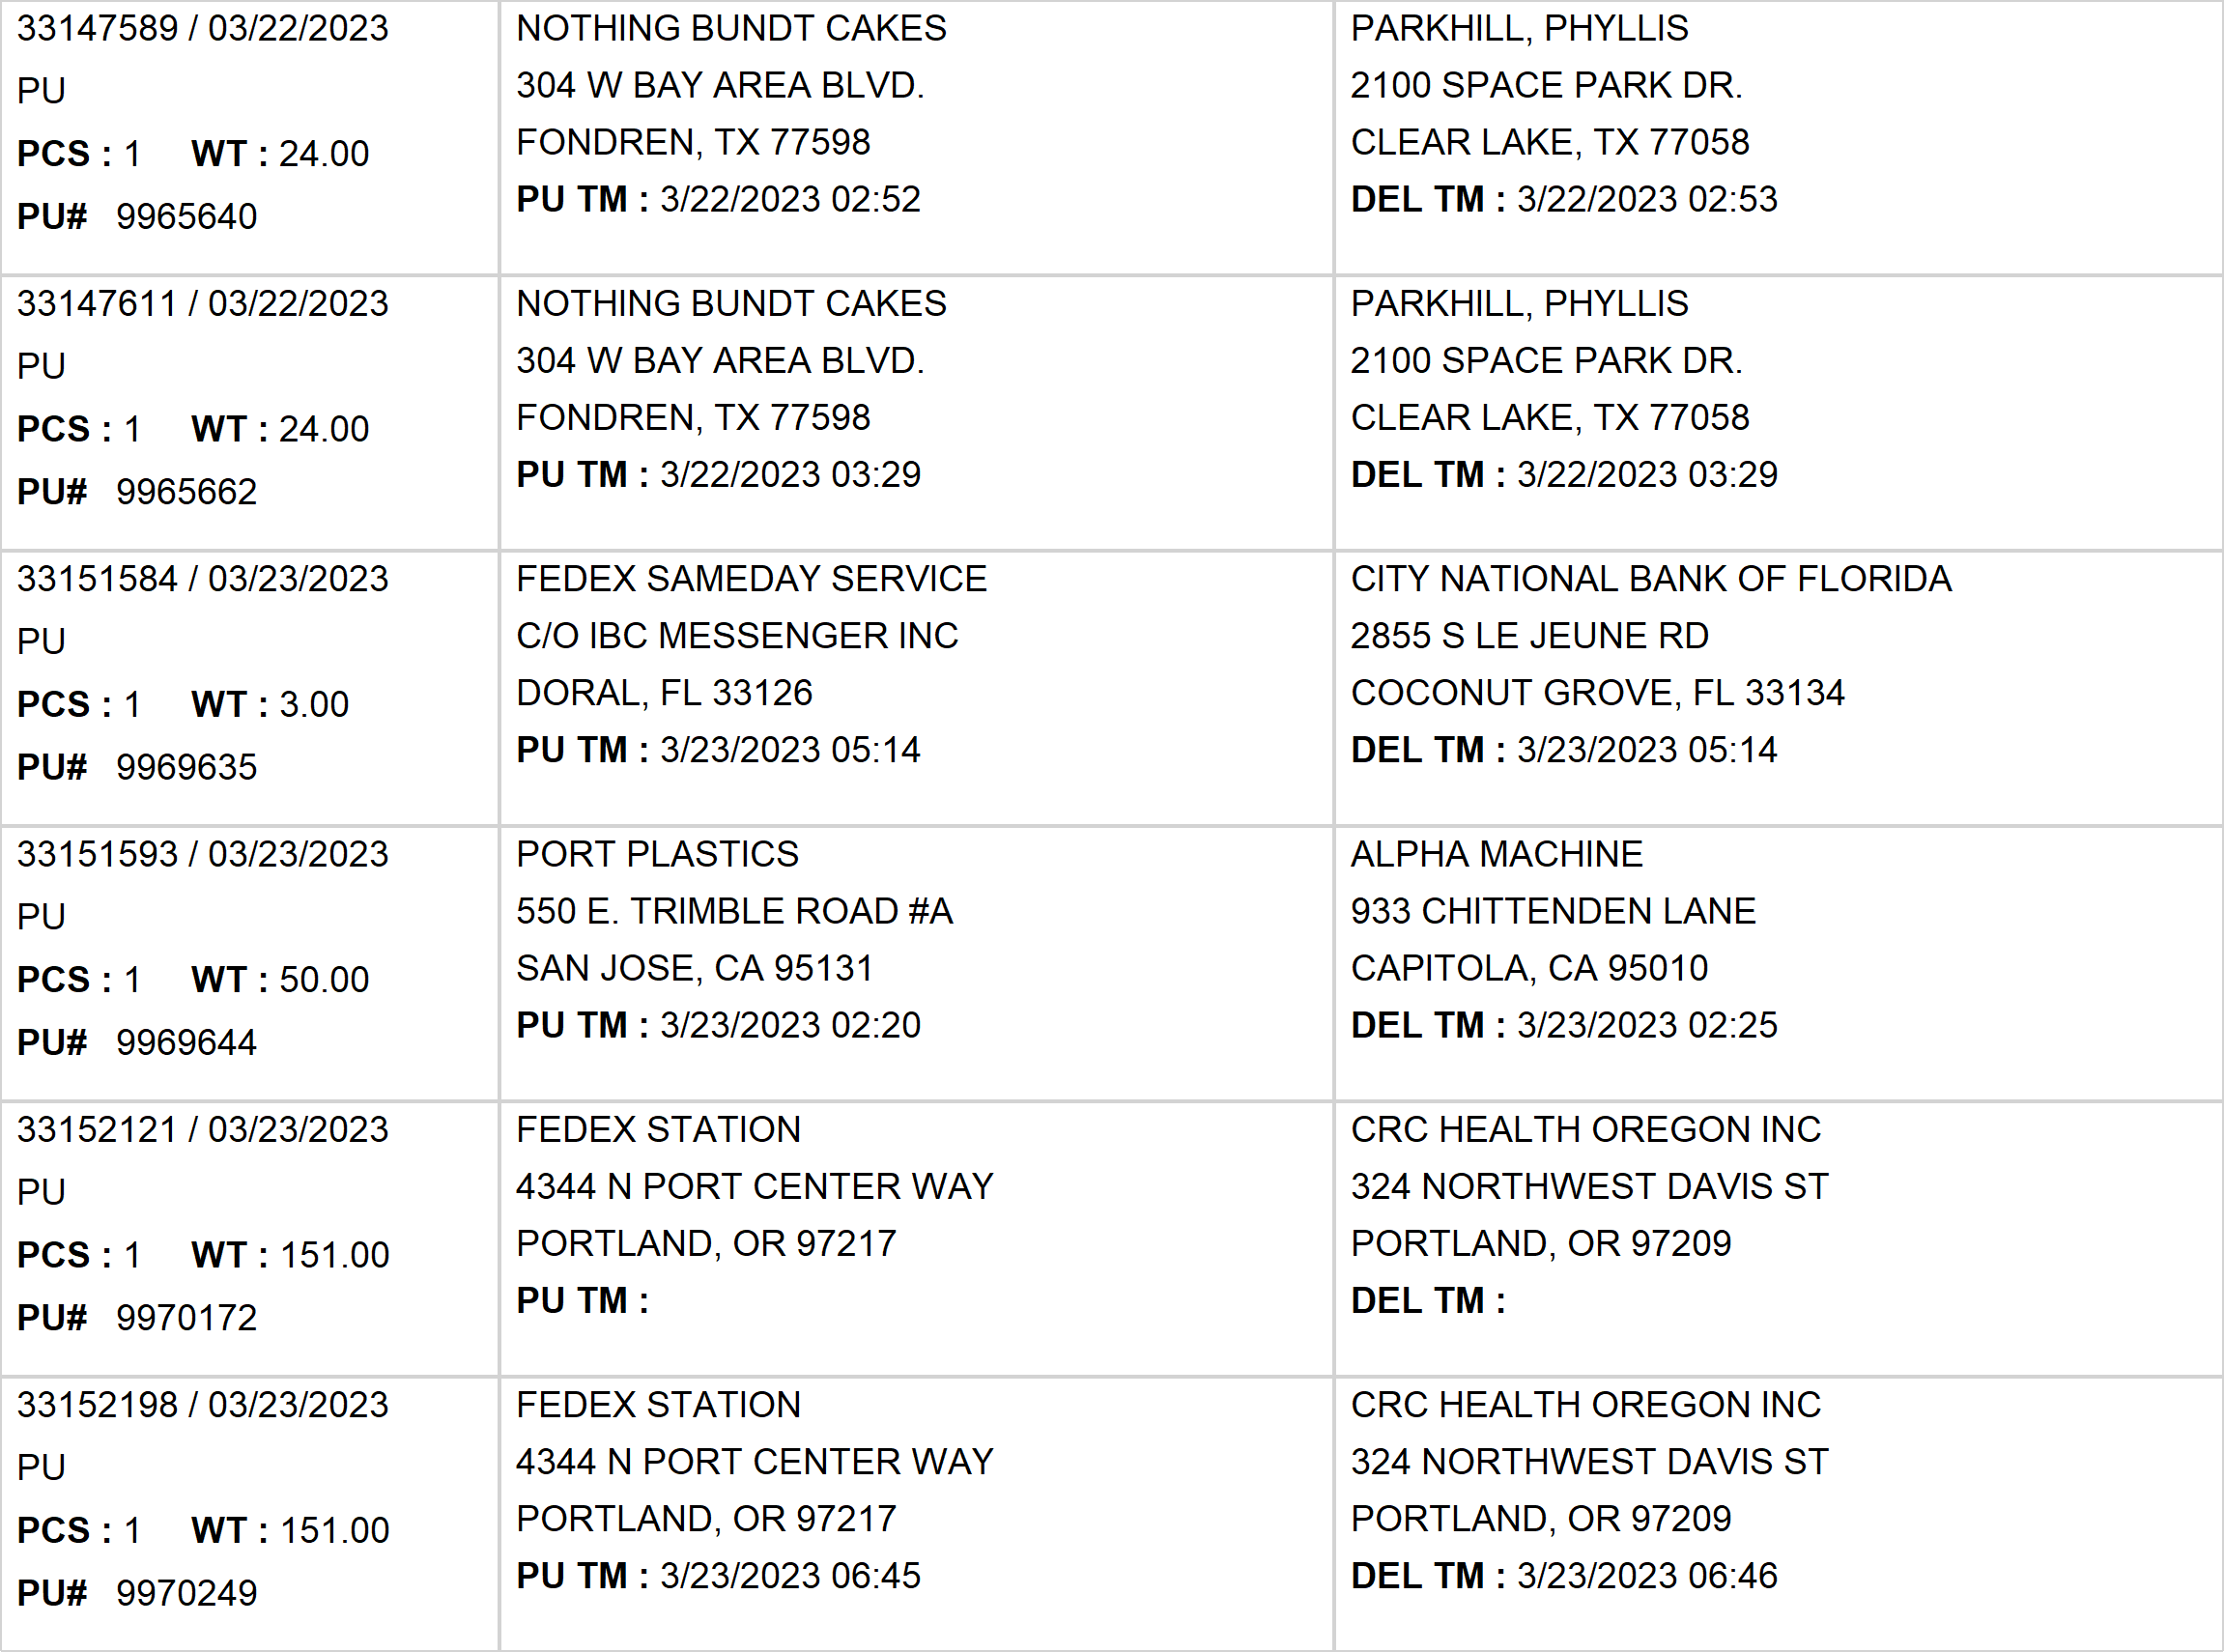 33147589 / 03/22/2023
PU
PCS : 1 WT : 24.00
PU# 9965640
NOTHING BUNDT CAKES
304 W BAY AREA BLVD.
FONDREN, TX 77598
PU TM : 3/22/2023 02:52
PARKHILL, PHYLLIS
2100 SPACE PARK DR.
CLEAR LAKE, TX 77058
DEL TM : 3/22/2023 02:53
33147611 / 03/22/2023
PU
PCS : 1 WT : 24.00
PU# 9965662
NOTHING BUNDT CAKES
304 W BAY AREA BLVD.
FONDREN, TX 77598
PU TM : 3/22/2023 03:29
PARKHILL, PHYLLIS
2100 SPACE PARK DR.
CLEAR LAKE, TX 77058
DEL TM : 3/22/2023 03:29
33151584 / 03/23/2023
PU
PCS : 1 WT : 3.00
PU# 9969635
FEDEX SAMEDAY SERVICE
C/O IBC MESSENGER INC
DORAL, FL 33126
PU TM : 3/23/2023 05:14
CITY NATIONAL BANK OF FLORIDA
2855 S LE JEUNE RD
COCONUT GROVE, FL 33134
DEL TM : 3/23/2023 05:14
33151593 / 03/23/2023
PU
PCS : 1 WT : 50.00
PU# 9969644
PORT PLASTICS
550 E. TRIMBLE ROAD #A
SAN JOSE, CA 95131
PU TM : 3/23/2023 02:20
ALPHA MACHINE
933 CHITTENDEN LANE
CAPITOLA, CA 95010
DEL TM : 3/23/2023 02:25
33152121 / 03/23/2023
PU
PCS : 1 WT : 151.00
PU# 9970172
FEDEX STATION
4344 N PORT CENTER WAY
PORTLAND, OR 97217
PU TM :
CRC HEALTH OREGON INC
324 NORTHWEST DAVIS ST
PORTLAND, OR 97209
DEL TM :
33152198 / 03/23/2023
PU
PCS : 1 WT : 151.00
PU# 9970249
FEDEX STATION
4344 N PORT CENTER WAY
PORTLAND, OR 97217
PU TM : 3/23/2023 06:45
CRC HEALTH OREGON INC
324 NORTHWEST DAVIS ST
PORTLAND, OR 97209
DEL TM : 3/23/2023 06:46